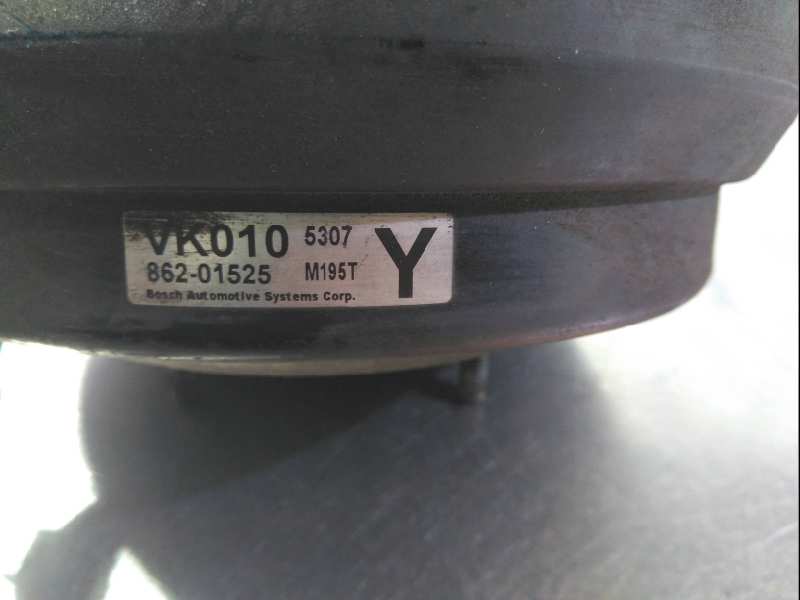 VK010 5307
862-01525 M195T Y
Bosch Automotive Systems Corp.